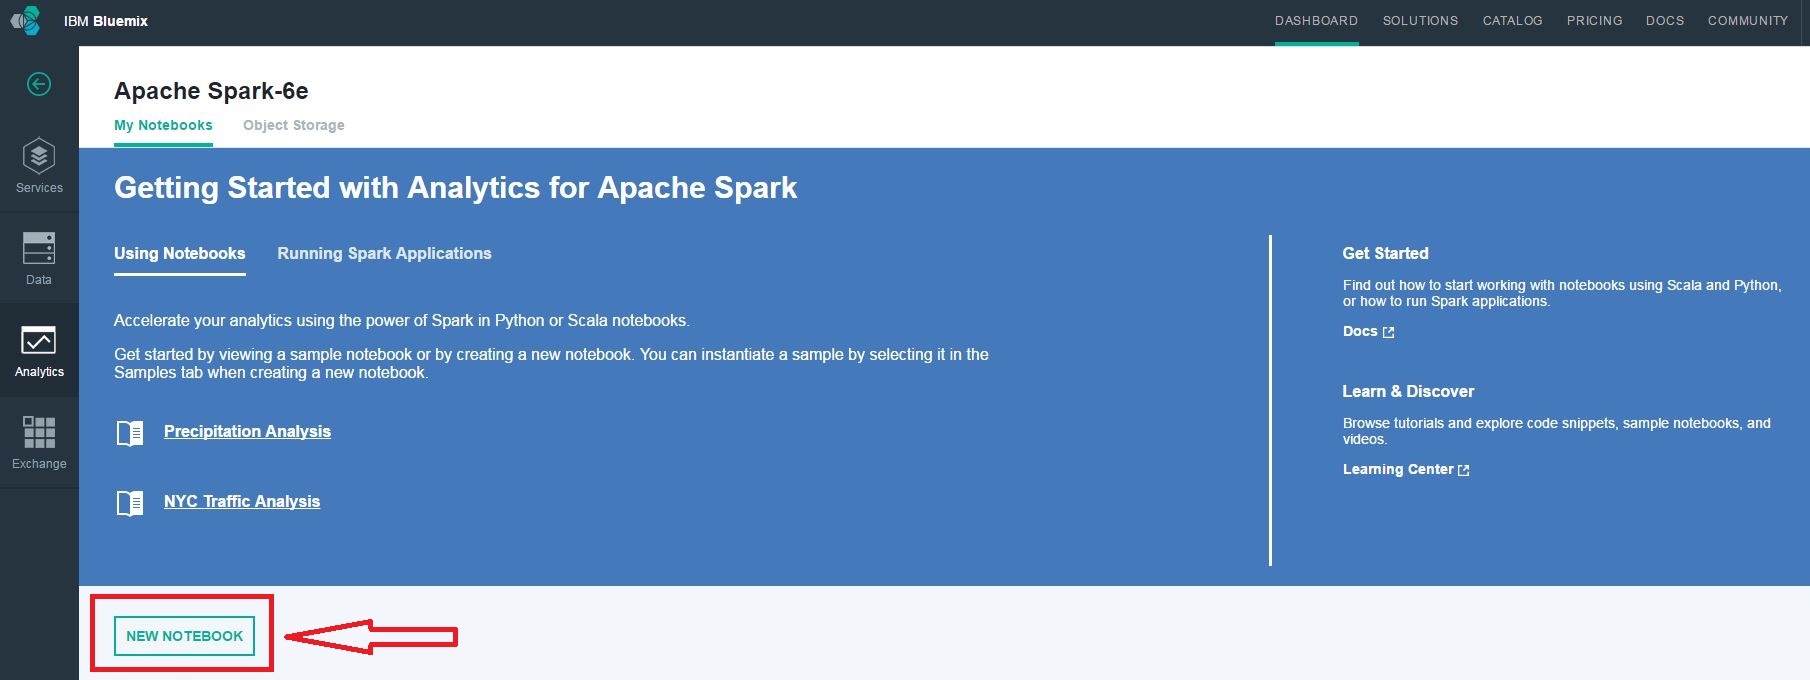 IBM Bluemix
DASHBOARD SOLUTIONS CATALOG PRICING DOCS COMMUNITY
Services
Data
Analytics
Exchange
Apache Spark-6e
My Notebooks Object Storage
Getting Started with Analytics for Apache Spark
Using Notebooks Running Spark Applications
Accelerate your analytics using the power of Spark in Python or Scala notebooks.
Get started by viewing a sample notebook or by creating a new notebook. You can instantiate a sample by selecting it in the
Samples tab when creating a new notebook.
Precipitation Analysis
NYC Traffic Analysis
Get Started
Find out how to start working with notebooks using Scala and Python,
or how to run Spark applications.
Docs
Learn & Discover
Browse tutorials and explore code snippets, sample notebooks, and
videos.
Learning Center
NEW NOTEBOOK